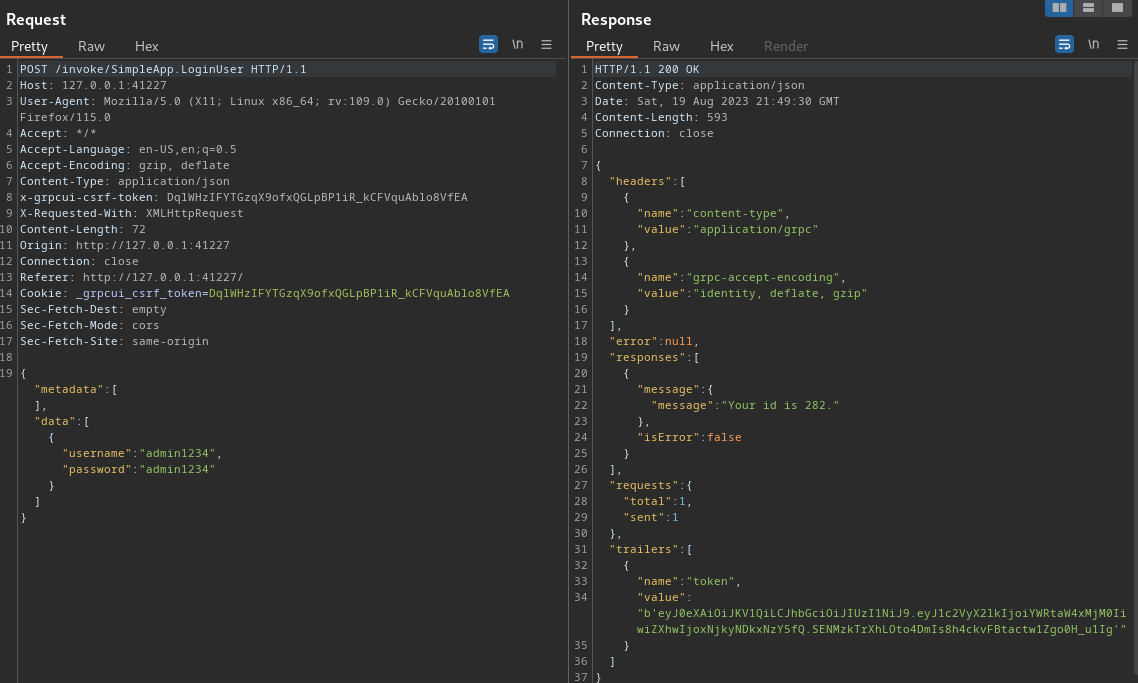 Request
Pretty Raw Hex \n
1 POST /invoke/SimpleApp.LoginUser HTTP/1.1
2 Host: 127.0.0.1:41227
3 User-Agent: Mozilla/5.0 (X11; Linux x86_64; rv:109.0) Gecko/20100101
Firefox/115.0
4 Accept: */*
5 Accept-Language: en-US,en;q=0.5
6 Accept-Encoding: gzip, deflate
7 Content-Type: application/json
8 x-grpcui-csrf-token: DqlWHzIFYTGzqX9ofxQGLpBP1iR_kCFVquAblo8VfEA
9 X-Requested-With: XMLHttpRequest
10 Content-Length: 72
11 Origin: http://127.0.0.1:41227
12 Connection: close
13 Referer: http://127.0.0.1:41227/
14 Cookie: _grpcui_csrf_token=DqlWHzIFYTGzqX9ofxQGLpBP1iR_kCFVquAblo8VfEA
15 Sec-Fetch-Dest: empty
16 Sec-Fetch-Mode: cors
17 Sec-Fetch-Site: same-origin
18
19 {
"metadata":[
],
"data":[
{
"username":"admin1234",
"password":"admin1234"
}
]
}
Response
Pretty Raw Hex Render \n
1 HTTP/1.1 200 OK
2 Content-Type: application/json
3 Date: Sat, 19 Aug 2023 21:49:30 GMT
4 Content-Length: 593
5 Connection: close
6
7 {
8 "headers":[
9 {
10 "name":"content-type",
11 "value":"application/grpc"
12 },
13 {
14 "name":"grpc-accept-encoding",
15 "value":"identity, deflate, gzip"
16 }
17 ],
18 "error":null,
19 "responses":[
20 {
21 "message":{
22 "message":"Your id is 282."
23 },
24 "isError":false
25 }
26 ],
27 "requests":{
28 "total":1,
29 "sent":1
30 },
31 "trailers":[
32 {
33 "name":"token",
34 "value":
"b'eyJ0eXAiOiJKV1QiLCJhbGciOiJIUzI1NiJ9.eyJ1c2VyX2lkIjoiYWRtaW4xMjM0Ii
wiZXhwIjoxNjkyNDkxNzY5fQ.SENMzkTrXhLOto4DmIs8h4ckvFBtactw1Zgo0H_u1Ig'"
35 }
36 ]
37 }